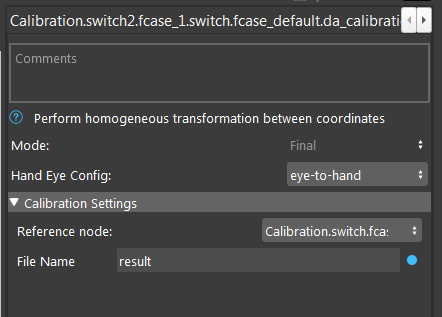 Calibration.switch2.fcase_1.switch.fcase_default.da_calibrati
Comments
? Perform homogeneous transformation between coordinates
Mode: Final
Hand Eye Config: eye-to-hand
Calibration Settings
Reference node: Calibration.switch.fcas
File Name result